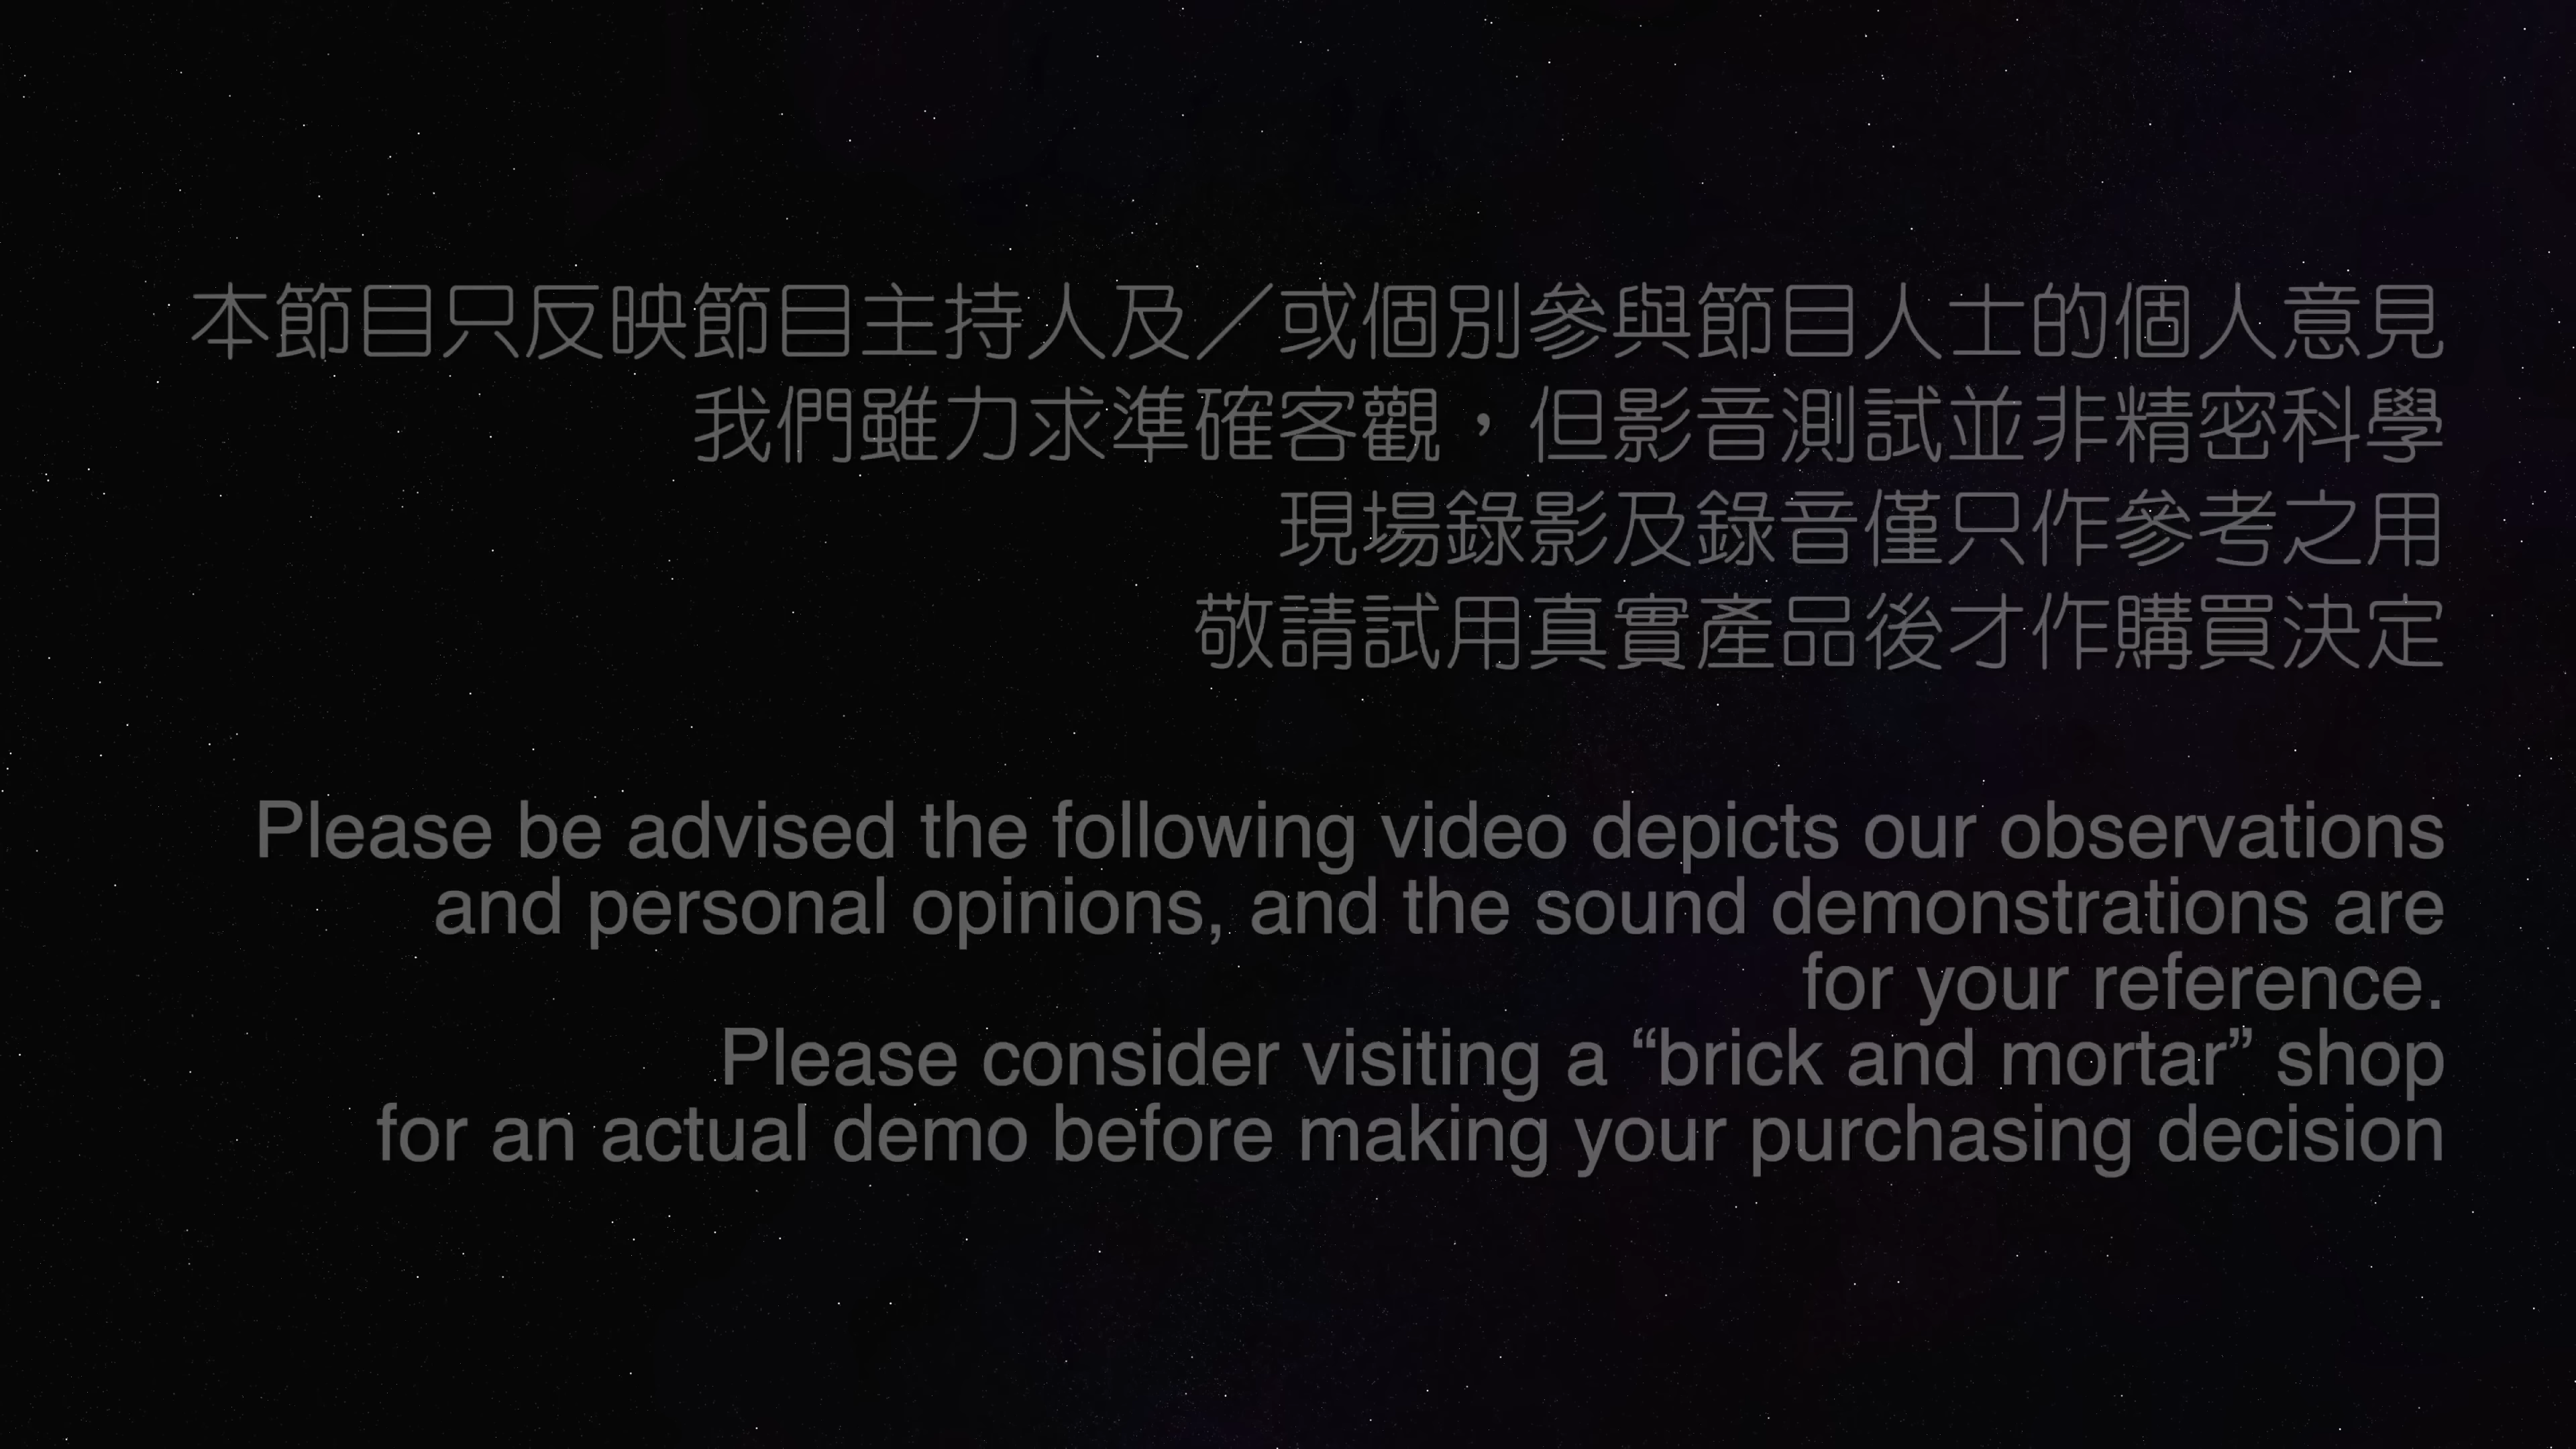 本節目只反映節目主持人及／或個別參與節目人士的個人意見
我們雖力求準確客觀，但影音測試並非精密科學
現場錄影及錄音僅只作參考之用
敬請試用真實產品後才作購買決定
Please be advised the following video depicts our observations
and personal opinions, and the sound demonstrations are
for your reference.
Please consider visiting a “brick and mortar” shop
for an actual demo before making your purchasing decision